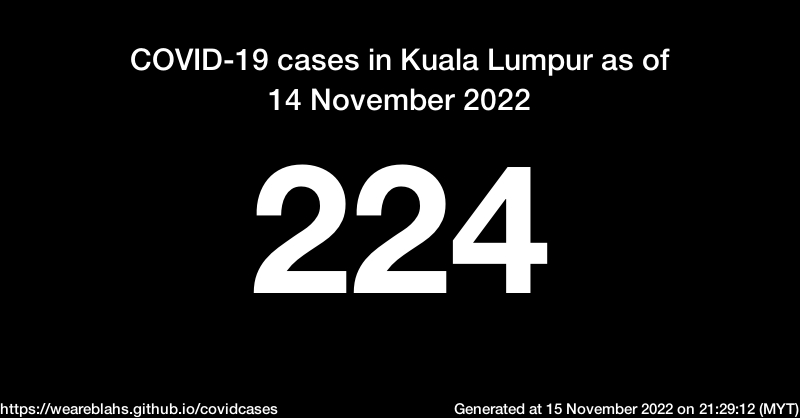 COVID-19 cases in Kuala Lumpur as of
14 November 2022
224
https://weareblahs.github.io/covidcases
Generated at 15 November 2022 on 21:29:12 (MYT)